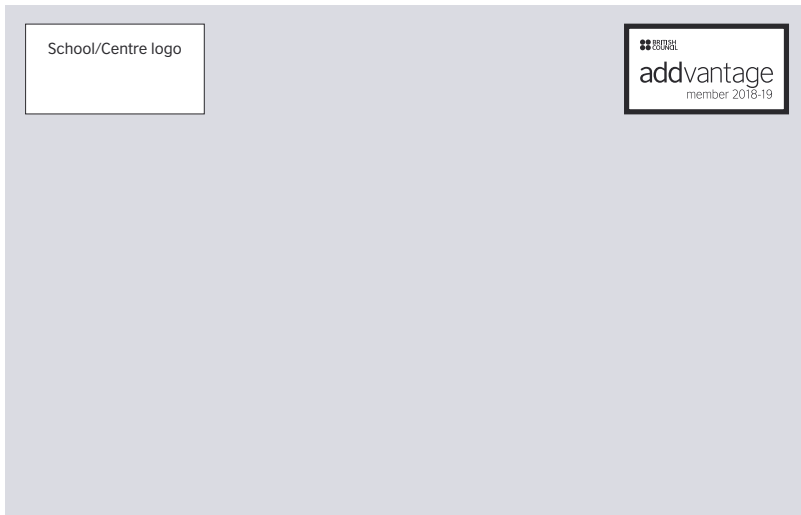 School/Centre logo
BRITISH
COUNCIL
addvantage
member 2018-19